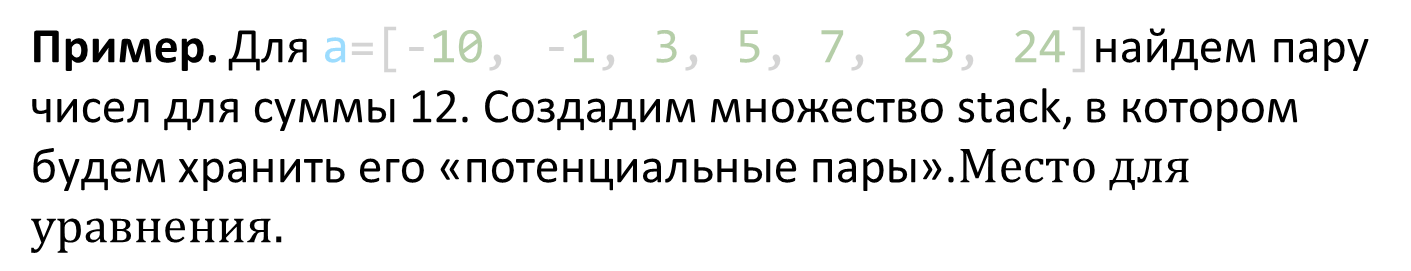 Пример. Для a=[-10, -1, 3, 5, 7, 23, 24]найдем пару
чисел для суммы 12. Создадим множество stack, в котором
будем хранить его «потенциальные пары».Место для
уравнения.